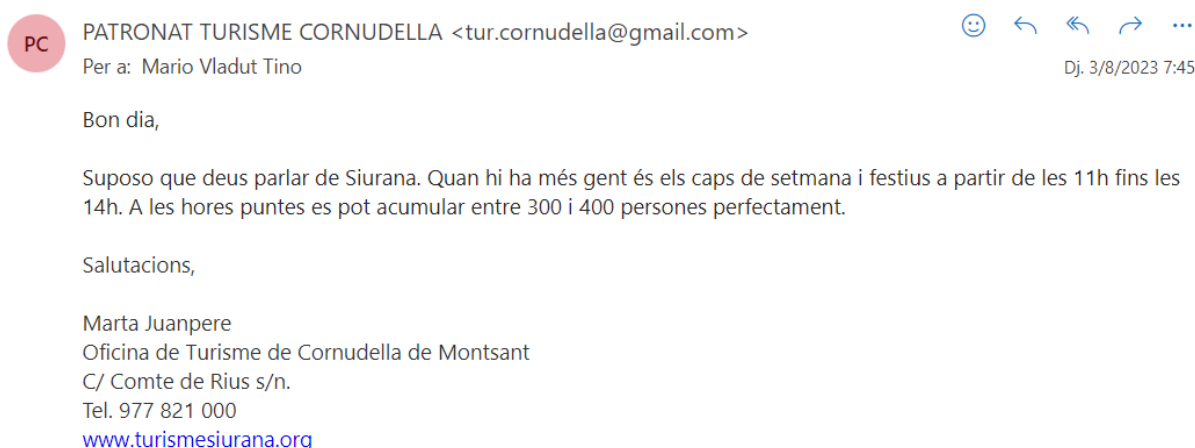 PC
PATRONAT TURISME CORNUDELLA <tur.cornudella@gmail.com>
Per a: Mario Vladut Tino
Dj. 3/8/2023 7:45
Bon dia,
Suposo que deus parlar de Siurana. Quan hi ha més gent és els caps de setmana i festius a partir de les 11h fins les
14h. A les hores puntes es pot acumular entre 300 i 400 persones perfectament.
Salutacions,
Marta Juanpere
Oficina de Turisme de Cornudella de Montsant
C/ Comte de Rius s/n.
Tel. 977 821 000
www.turismesiurana.org